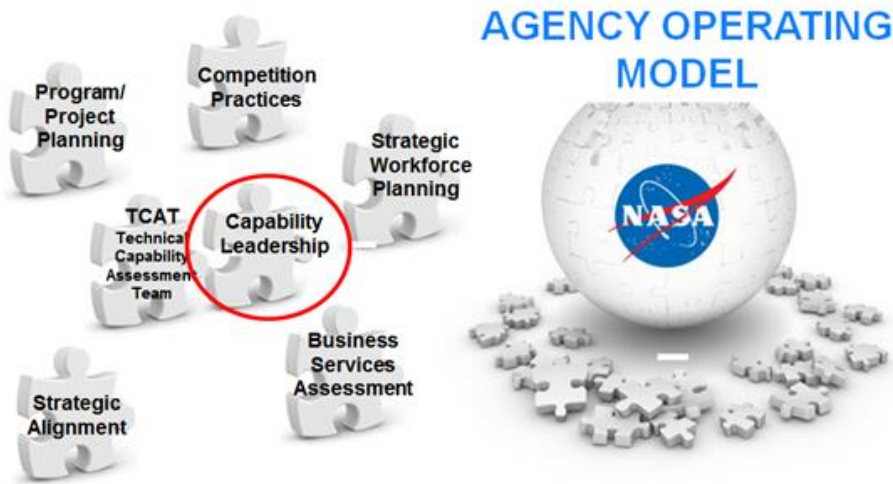 AGENCY OPERATING
MODEL
Program/
Project
Planning
Competition
Practices
Strategic
Workforce
Planning
TCAT
Technical
Capability
Assessment
Team
Capability
Leadership
Business
Services
Assessment
Strategic
Alignment
NASA